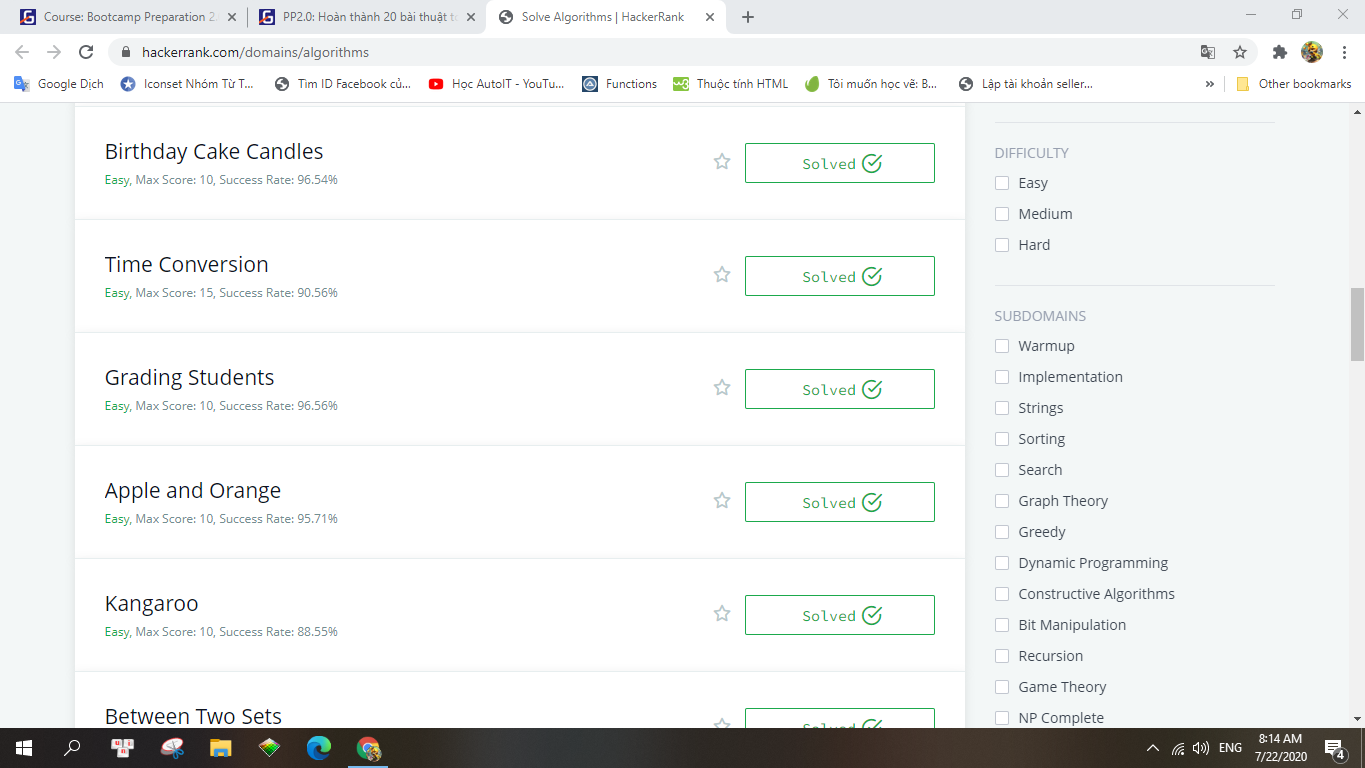 Course: Bootcamp Preparation 2.
PP2.0: Hoàn thành 20 bài thuật to
Solve Algorithms | HackerRank
hackerrank.com/domains/algorithms
Google Dịch
Iconset Nhóm Từ T...
Tìm ID Facebook củ...
Học AutoIT - YouTu...
Functions
Thuộc tính HTML
Tôi muốn học vẽ: B...
Lập tài khoản seller...
»
Other bookmarks
Birthday Cake Candles
Easy, Max Score: 10, Success Rate: 96.54%
Solved
Time Conversion
Easy, Max Score: 15, Success Rate: 90.56%
Solved
Grading Students
Easy, Max Score: 10, Success Rate: 96.56%
Solved
Apple and Orange
Easy, Max Score: 10, Success Rate: 95.71%
Solved
Kangaroo
Easy, Max Score: 10, Success Rate: 88.55%
Solved
Between Two Sets
Solved
DIFFICULTY
Easy
Medium
Hard
SUBDOMAINS
Warmup
Implementation
Strings
Sorting
Search
Graph Theory
Greedy
Dynamic Programming
Constructive Algorithms
Bit Manipulation
Recursion
Game Theory
NP Complete
ENG
8:14 AM
7/22/2020
4